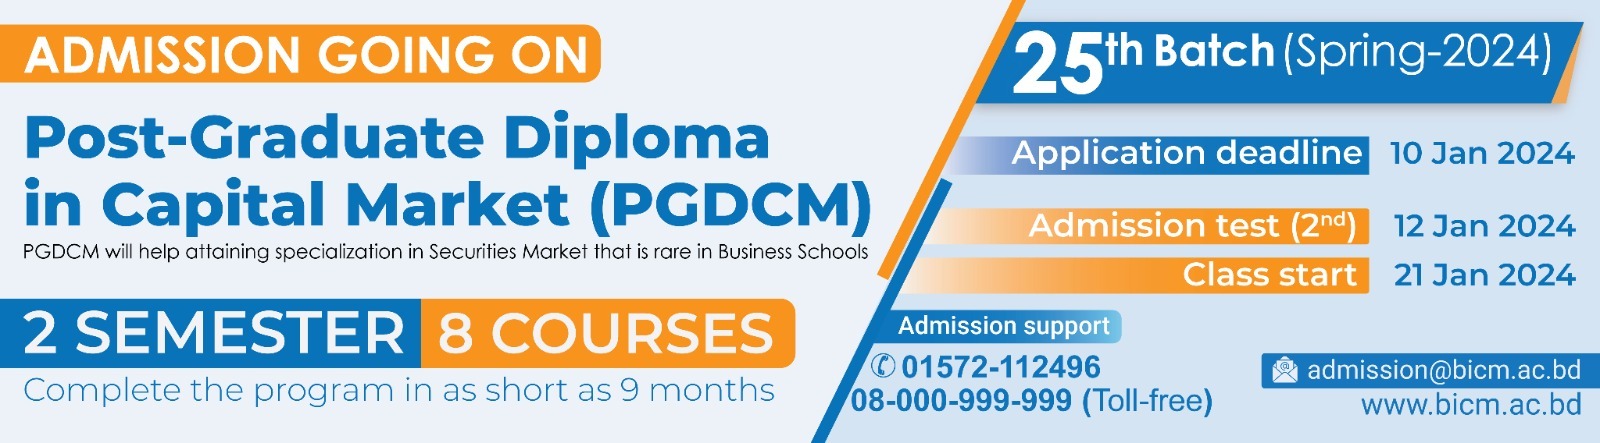 ADMISSION GOING ON
Post-Graduate Diploma
in Capital Market (PGDCM)
PGDCM will help attaining specialization in Securities Market that is rare in Business Schools
2 SEMESTER 8 COURSES
Complete the program in as short as 9 months
25th Batch (Spring-2024)
Application deadline 10 Jan 2024
Admission test (2nd) 12 Jan 2024
Class start 21 Jan 2024
Admission support
01572-112496
08-000-999-999 (Toll-free)
admission@bicm.ac.bd
www.bicm.ac.bd